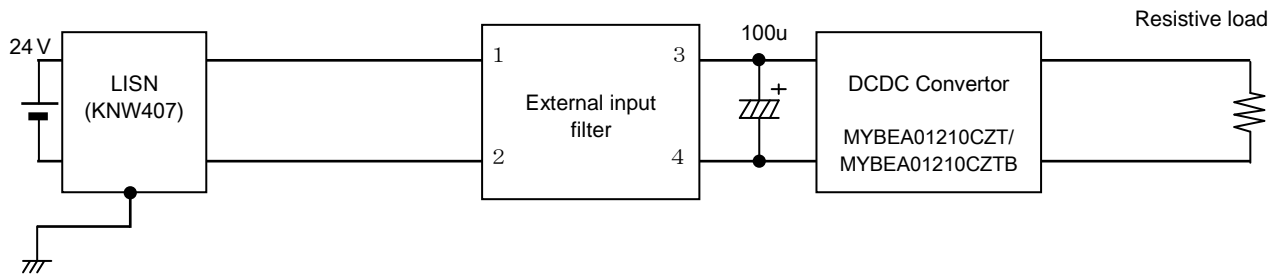 Resistive load
24 V
LISN
(KNW407)
1
2
External input
filter
3
4
100u
+
DCDC Convertor
MYBEA01210CZT/
MYBEA01210CZTB